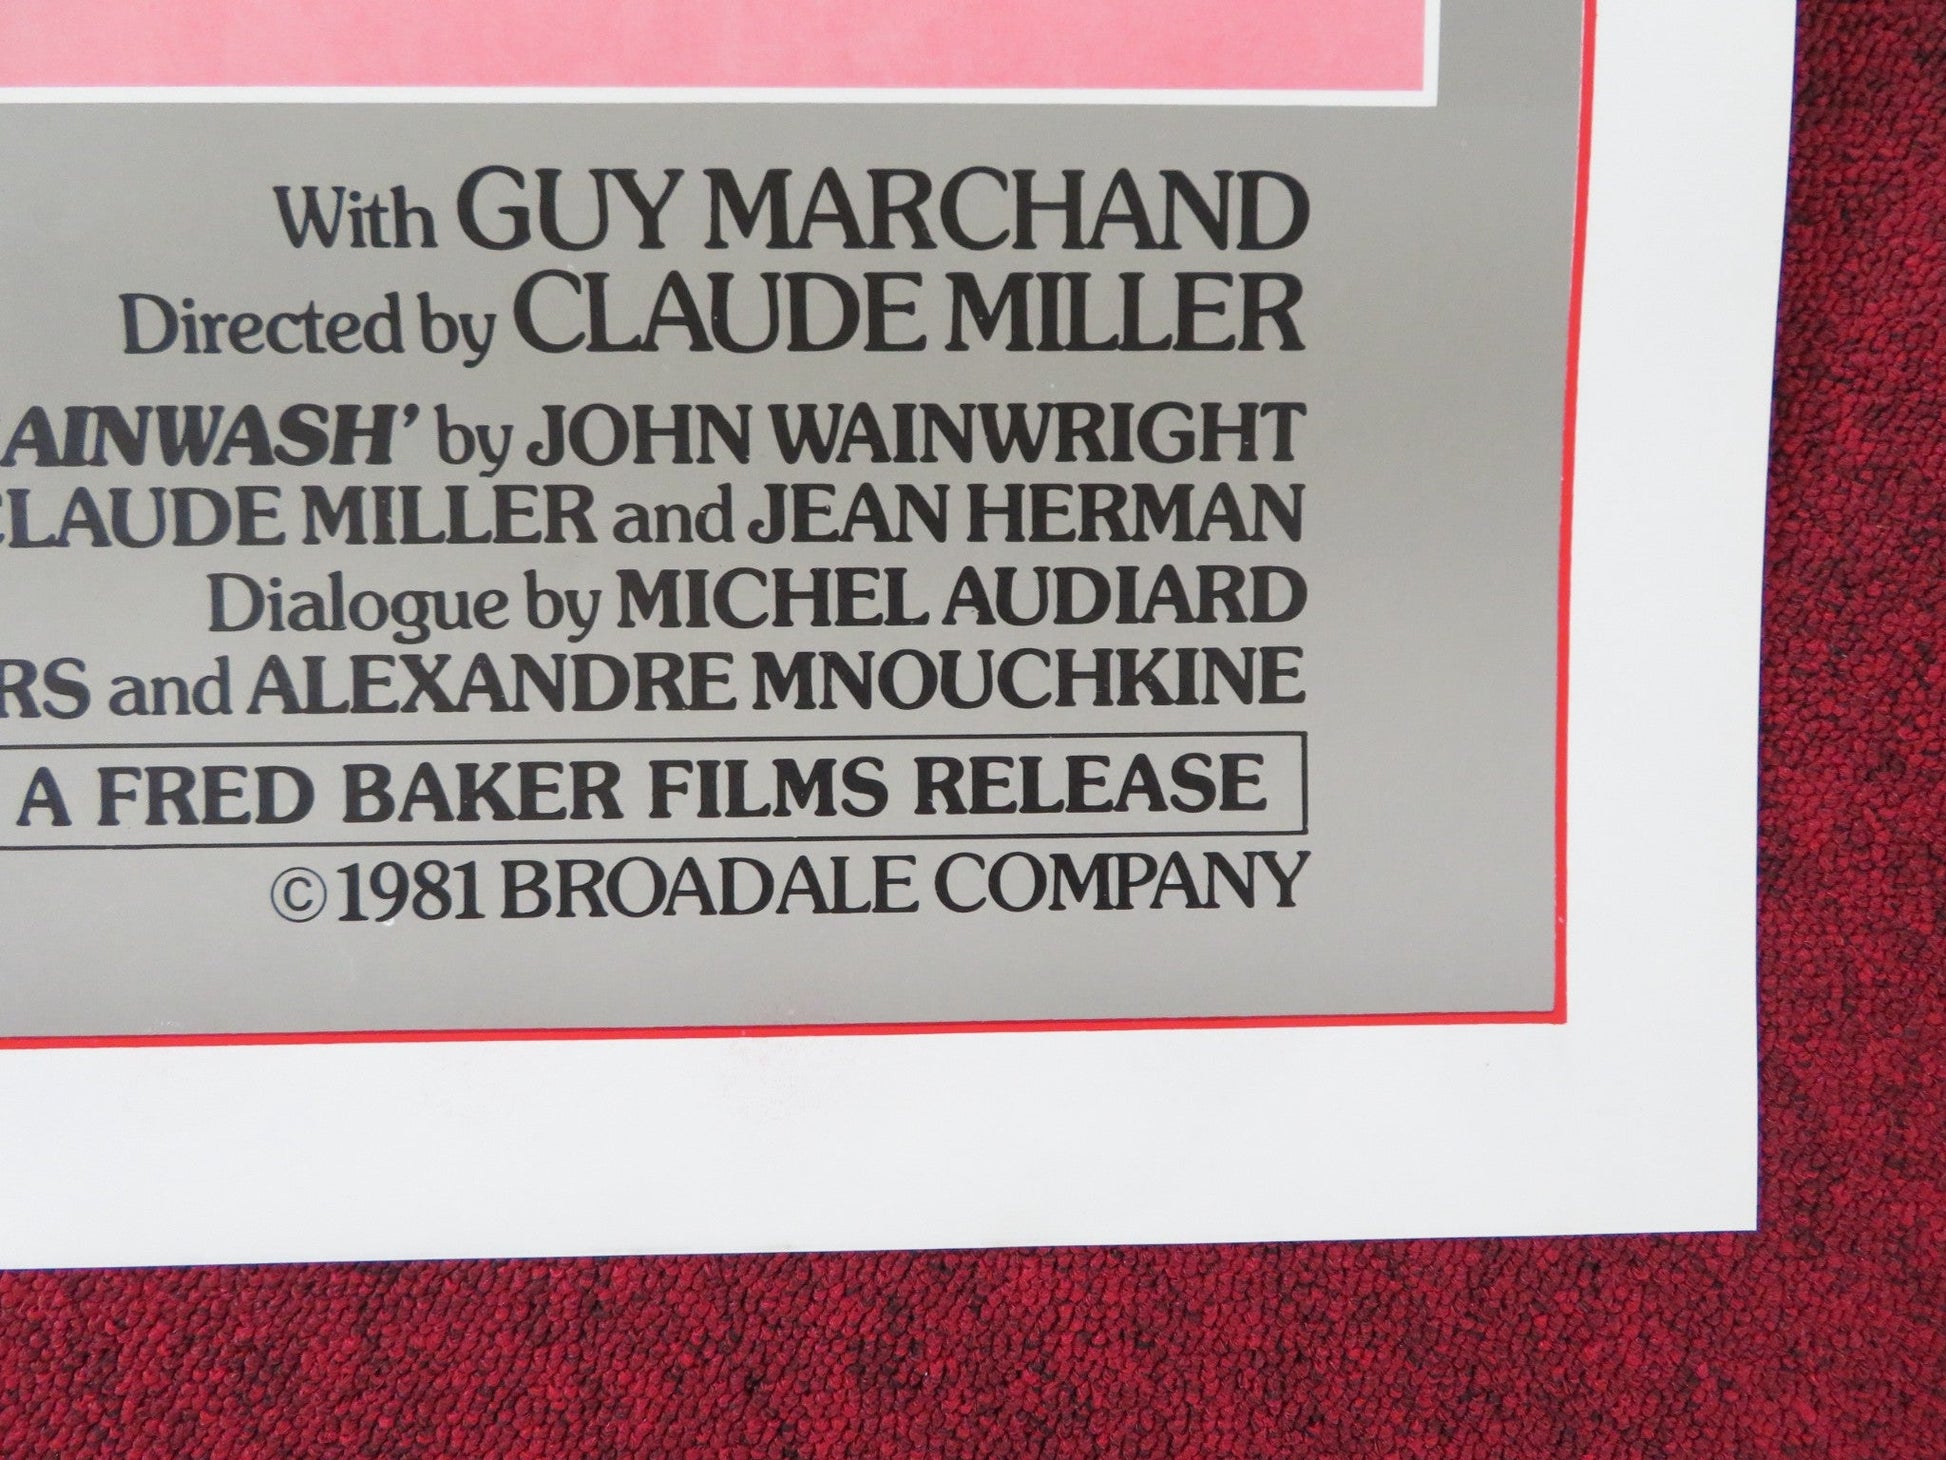 With GUY MARCHAND
Directed by CLAUDE MILLER
AINWASH' by JOHN WAINWRIGHT
CLAUDE MILLER and JEAN HERMAN
Dialogue by MICHEL AUDIARD
RS and ALEXANDRE MNOUCHKINE
A FRED BAKER FILMS RELEASE
©1981 BROADALE COMPANY